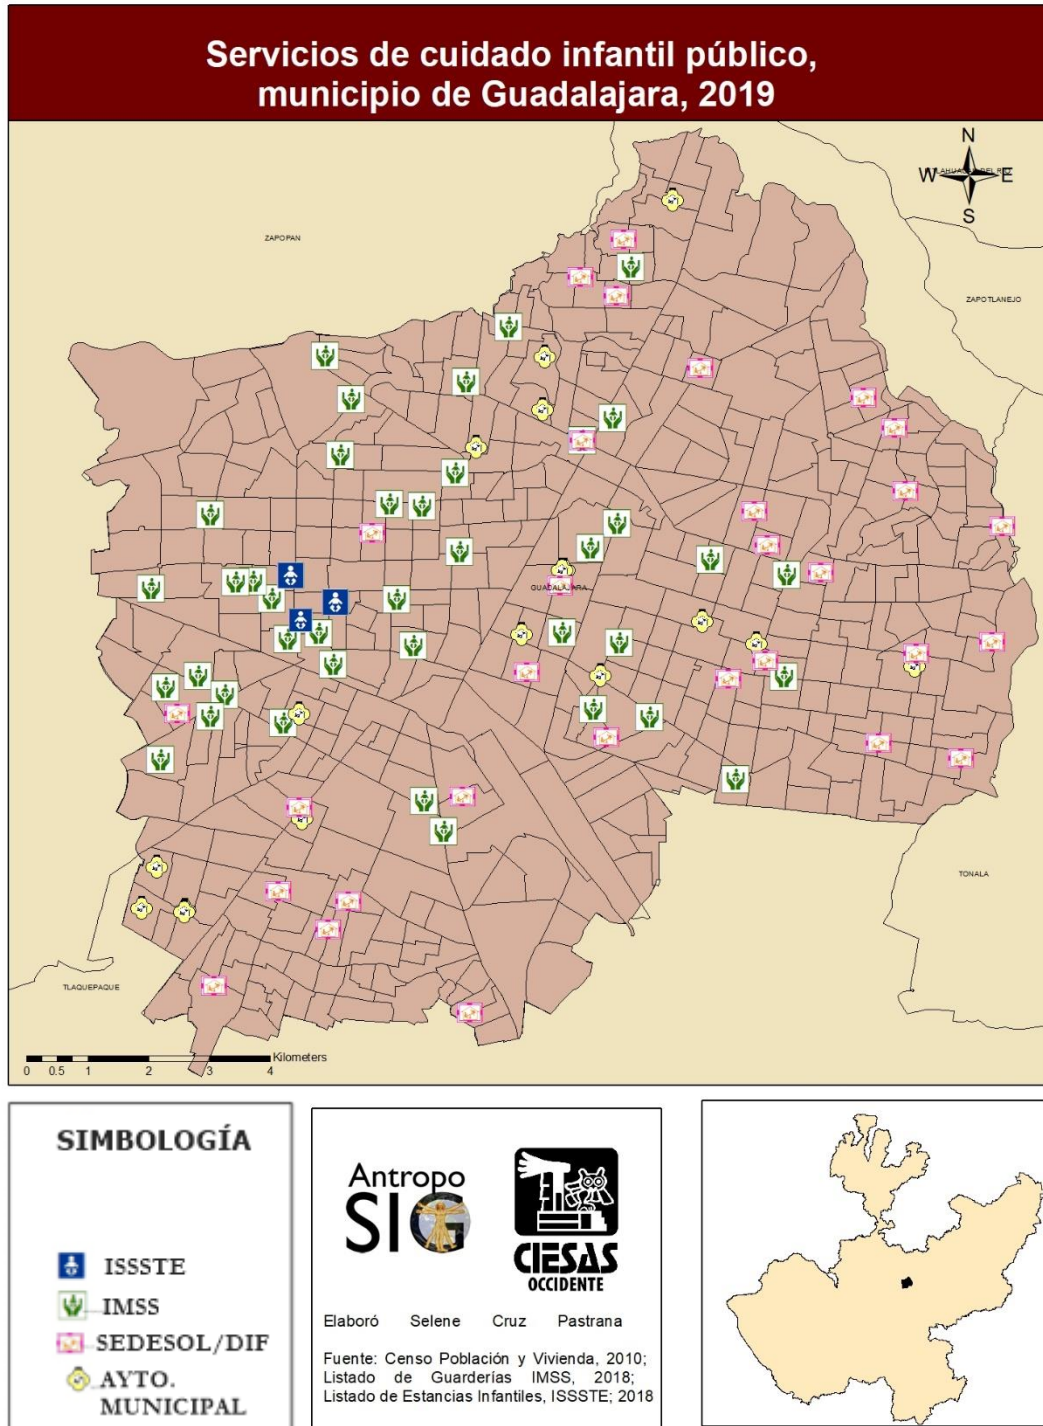 Servicios de cuidado infantil público,
municipio de Guadalajara, 2019
N
W
E
S
ZAPOPAN
ZAPOTLANEJO
GUADALAJARA
TONALA
TLAQUEPAQUE
Kilometers
0 0.5 1 2 3 4
SIMBOLOGÍA
ISSSTE
IMSS
SEDESOL/DIF
AYTO.
MUNICIPAL
Antropo
SIG
CIESAS
OCCIDENTE
Elaboró Selene Cruz Pastrana
Fuente: Censo Población y Vivienda, 2010;
Listado de Guarderías IMSS, 2018;
Listado de Estancias Infantiles, ISSSTE; 2018